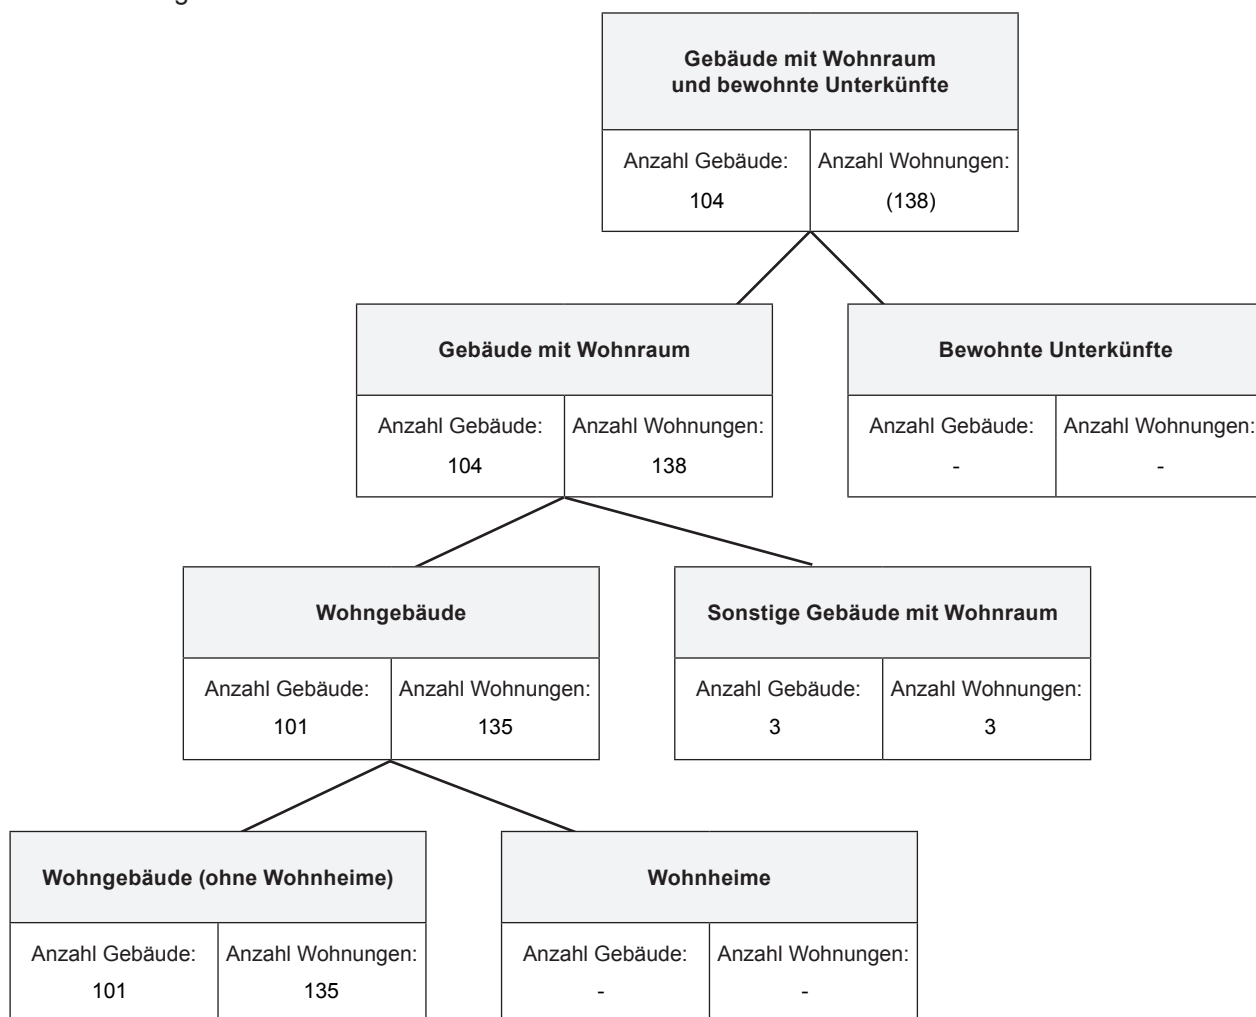 Gebäude mit Wohnraum
und bewohnte Unterkünfte
Anzahl Gebäude: Anzahl Wohnungen:
104 (138)
Gebäude mit Wohnraum Bewohnte Unterkünfte
Anzahl Gebäude: Anzahl Wohnungen: Anzahl Gebäude: Anzahl Wohnungen:
104 138 - -
Wohngebäude Sonstige Gebäude mit Wohnraum
Anzahl Gebäude: Anzahl Wohnungen: Anzahl Gebäude: Anzahl Wohnungen:
101 135 3 3
Wohngebäude (ohne Wohnheime) Wohnheime
Anzahl Gebäude: Anzahl Wohnungen: Anzahl Gebäude: Anzahl Wohnungen:
101 135 - -